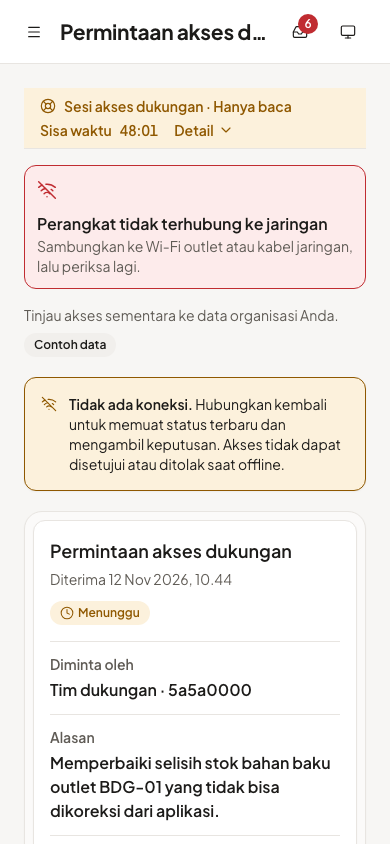 Permintaan akses d...
6
Sesi akses dukungan · Hanya baca
Sisa waktu 48:01 Detail
Perangkat tidak terhubung ke jaringan
Sambungkan ke Wi-Fi outlet atau kabel jaringan,
lalu periksa lagi.
Tinjau akses sementara ke data organisasi Anda.
Contoh data
Tidak ada koneksi. Hubungkan kembali
untuk memuat status terbaru dan
mengambil keputusan. Akses tidak dapat
disetujui atau ditolak saat offline.
Permintaan akses dukungan
Diterima 12 Nov 2026, 10.44
Menunggu
Diminta oleh
Tim dukungan · 5a5a0000
Alasan
Memperbaiki selisih stok bahan baku
outlet BDG-01 yang tidak bisa
dikoreksi dari aplikasi.